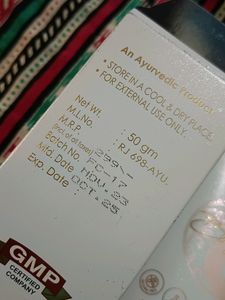 An Ayurvedic Product
• STORE IN A COOL & DRY PLACE.
• FOR EXTERNAL USE ONLY.
Net Wt. : 50 gm
M.L.No. : RJ 698-AYU.
M.R.P. : 299/-
(Incl. of all taxes)
Batch No. : FC-17
Mfd. Date : NOV.23
Exp. Date : OCT.25
GMP
CERTIFIED
COMPANY